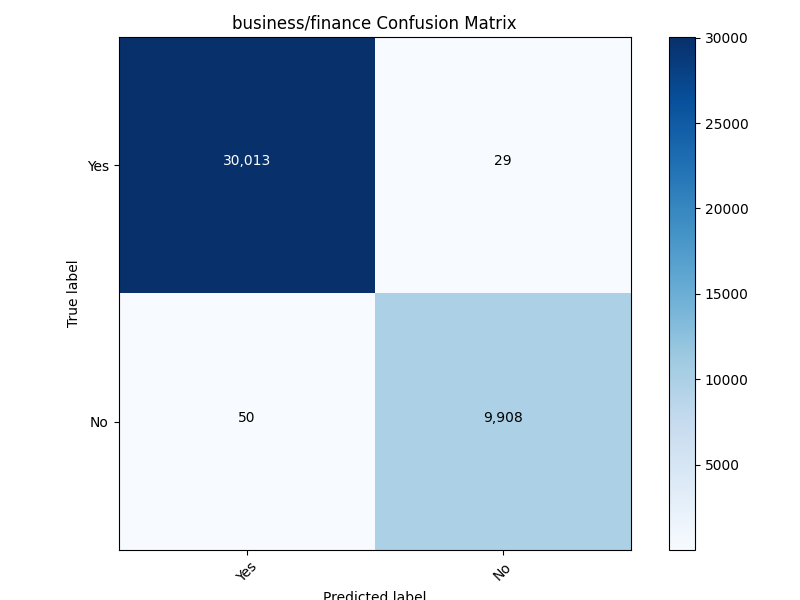 business/finance Confusion Matrix
30000
25000
20000
15000
10000
5000
True label
Yes
30,013
29
No
50
9,908
Yes
No
Predicted label